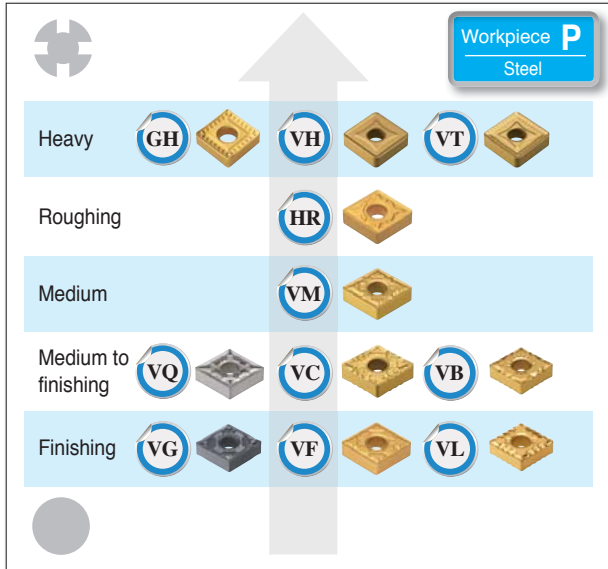 Workpiece P
Steel
Heavy GH VH VT
Roughing HR
Medium VM
Medium to
finishing VQ VC VB
Finishing VG VF VL